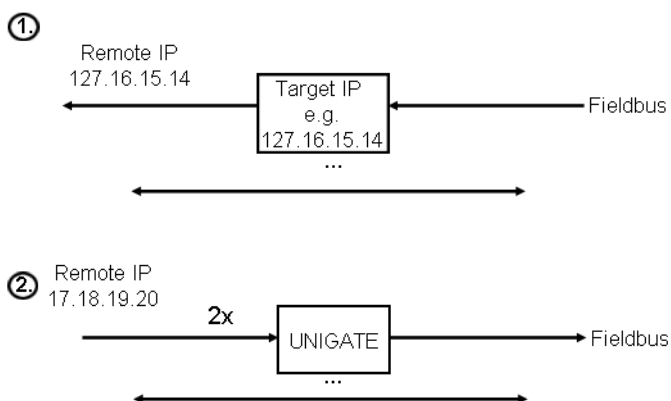 1.
Remote IP
127.16.15.14
Target IP
e.g.
127.16.15.14
Fieldbus
...
2.
Remote IP
17.18.19.20
2x
UNIGATE
Fieldbus
...